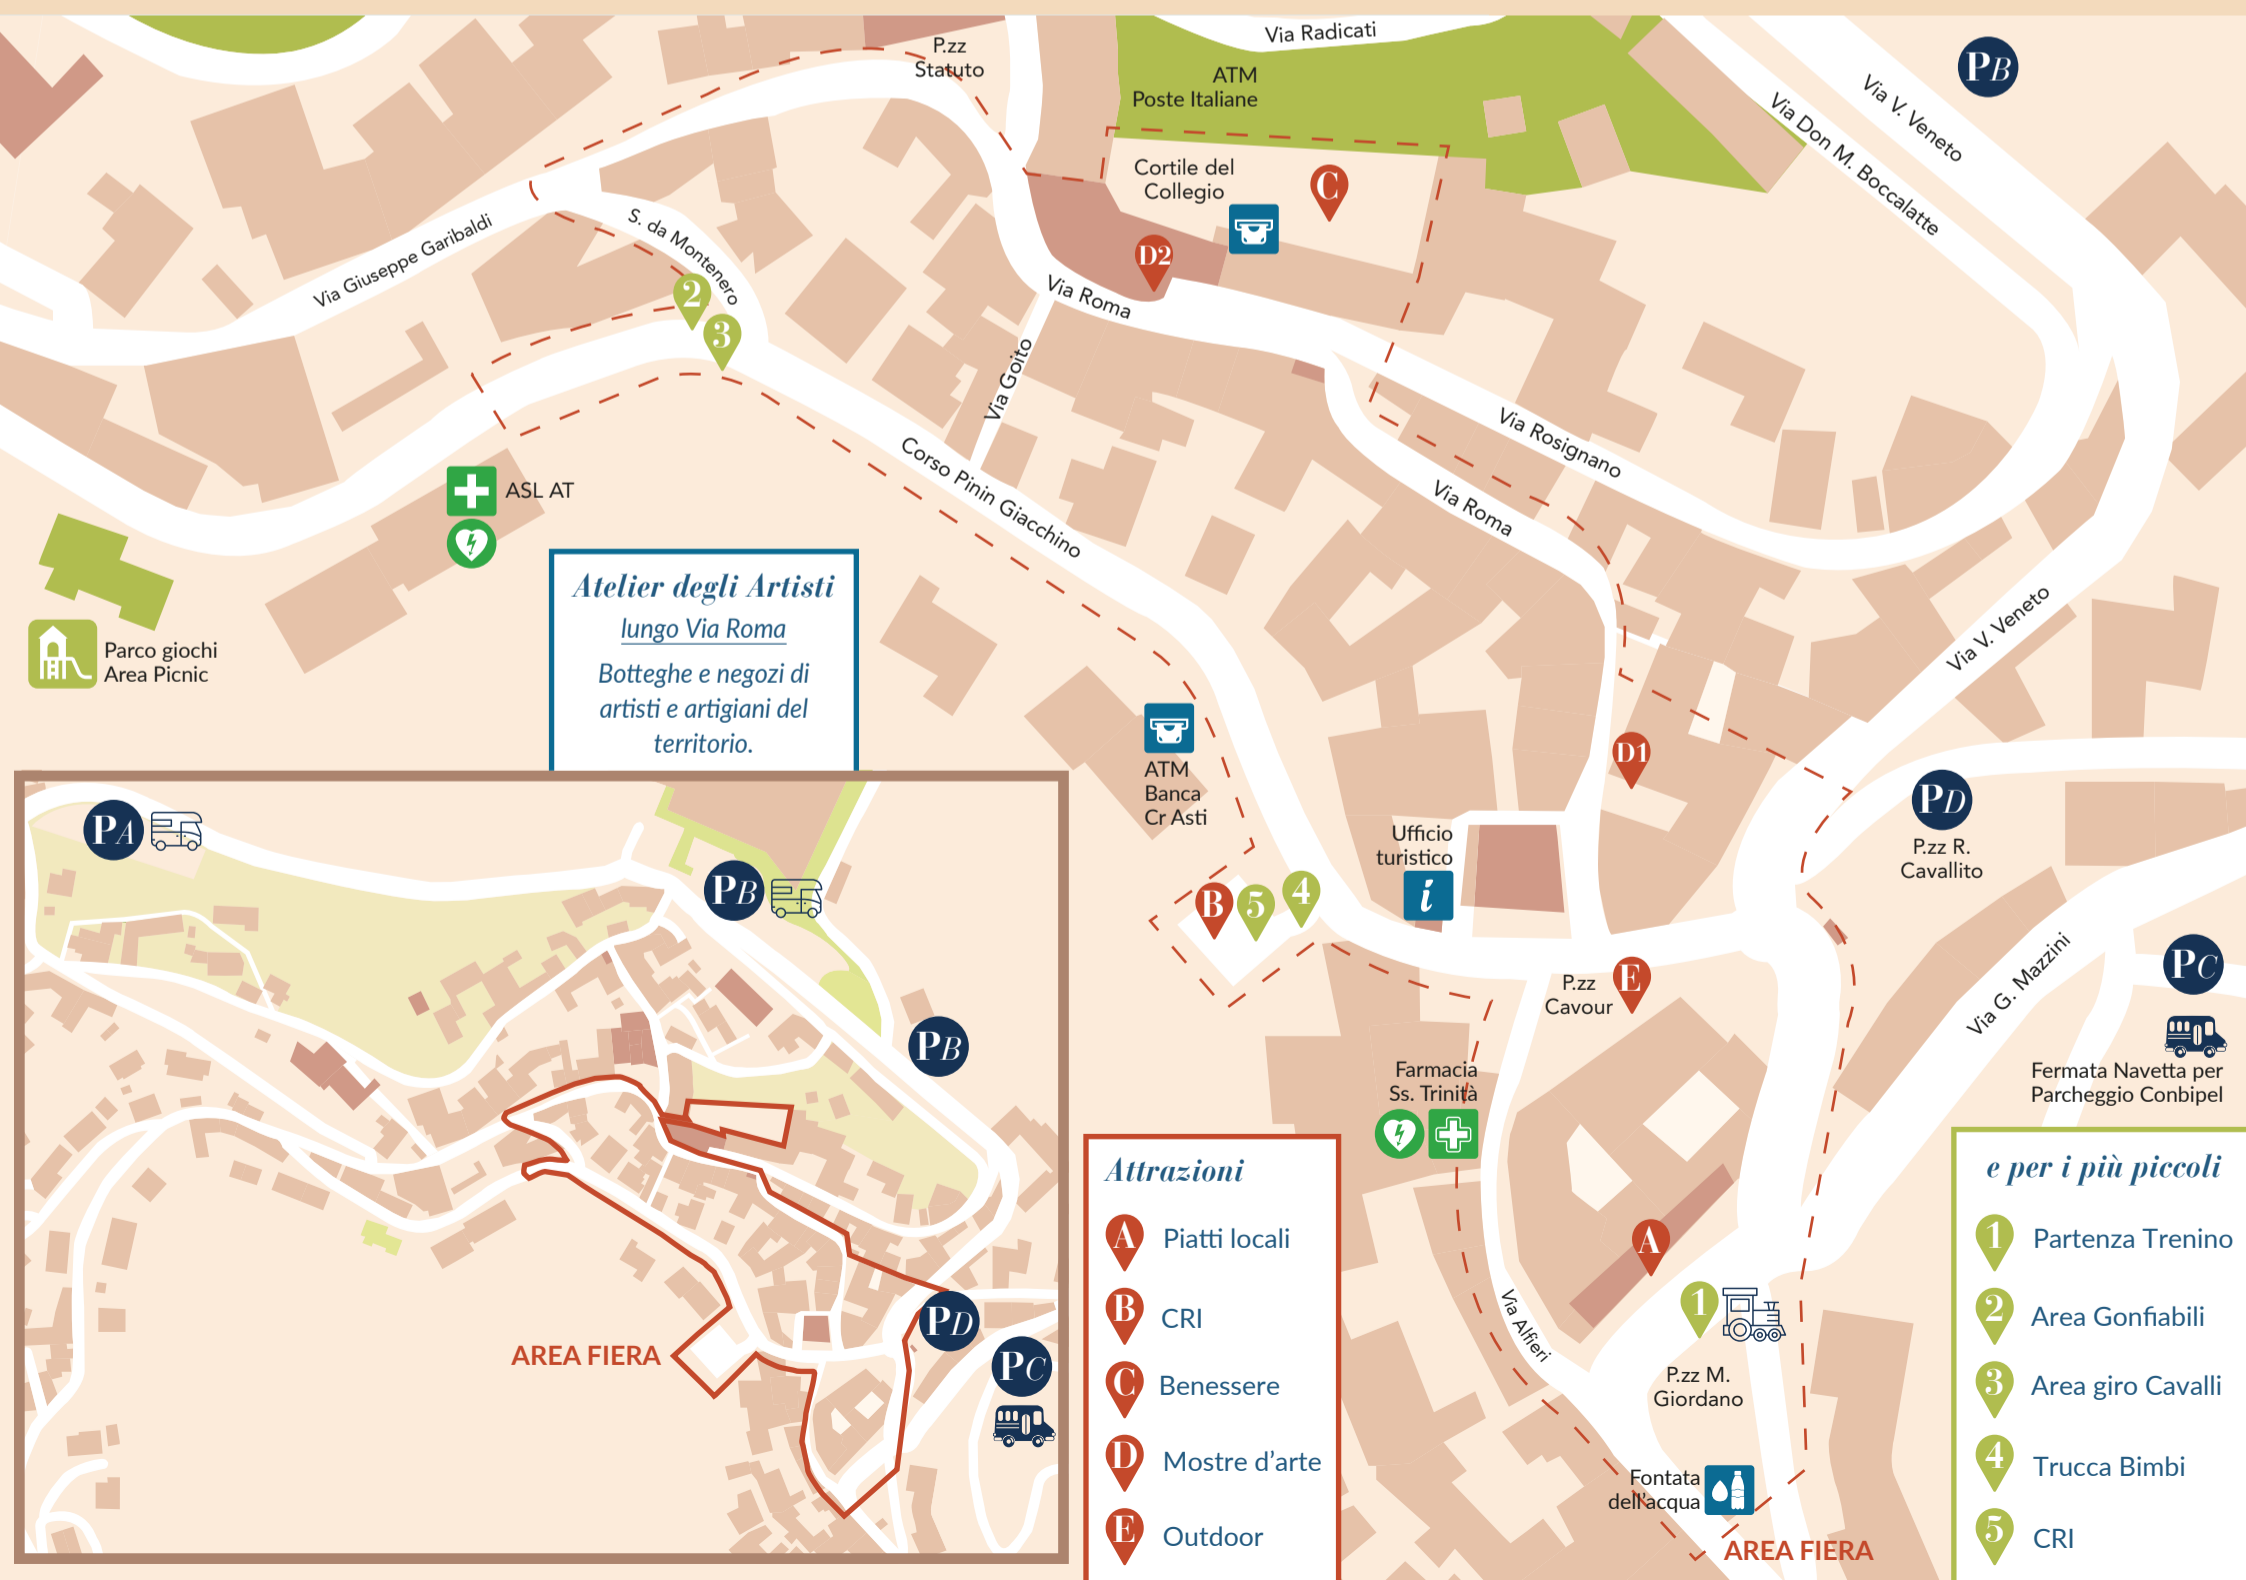 Via Radicati
P.zz
Statuto
ATM
Poste Italiane
PB
Via V. Veneto
Via Don M. Boccalatte
Cortile del
Collegio
C
D2
S. da Montenero
Via Giuseppe Garibaldi
2
3
Via Roma
Via Goito
Via Rosignano
Corso Pinin Giacchino
Via Roma
ASL AT
Parco giochi
Area Picnic
Atelier degli Artisti
lungo Via Roma
Botteghe e negozi di
artisti e artigiani del
territorio.
Via V. Veneto
ATM
Banca
Cr Asti
D1
PD
P.zz R.
Cavallito
Ufficio
turistico
i
B
5
4
P.zz
Cavour
E
Via G. Mazzini
PC
Fermata Navetta per
Parcheggio Conbipel
Farmacia
Ss. Trinità
A
Via Alfieri
1
P.zz M.
Giordano
Fontata
dell'acqua
AREA FIERA
PA
PB
PB
PD
PC
AREA FIERA
Attrazioni
A Piatti locali
B CRI
C Benessere
D Mostre d'arte
E Outdoor
e per i più piccoli
1 Partenza Trenino
2 Area Gonfiabili
3 Area giro Cavalli
4 Trucca Bimbi
5 CRI